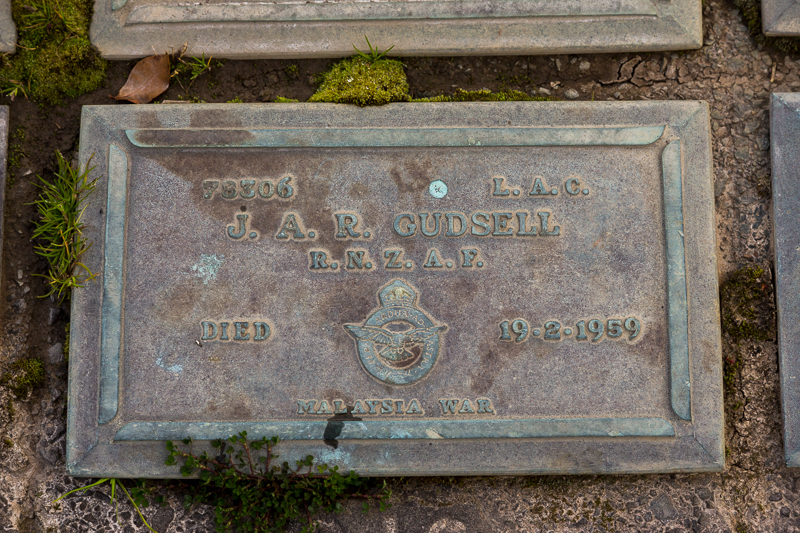 78306 L.A.C.
J. A. R. GUDSELL
R. N. Z. A. F.
DIED 19-2-1959
MALAYSIA WAR